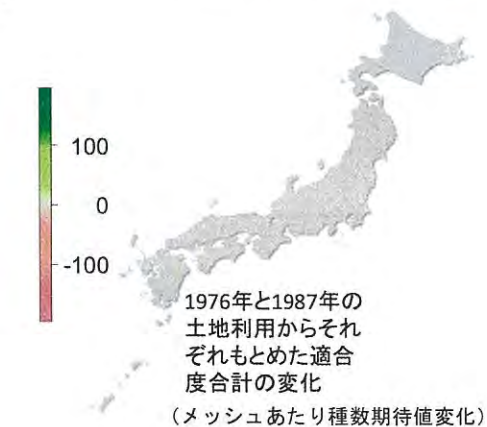 100
0
-100
1976年と1987年の
土地利用からそれ
ぞれもとめた適合
度合計の変化
（メッシュあたり種数期待値変化）